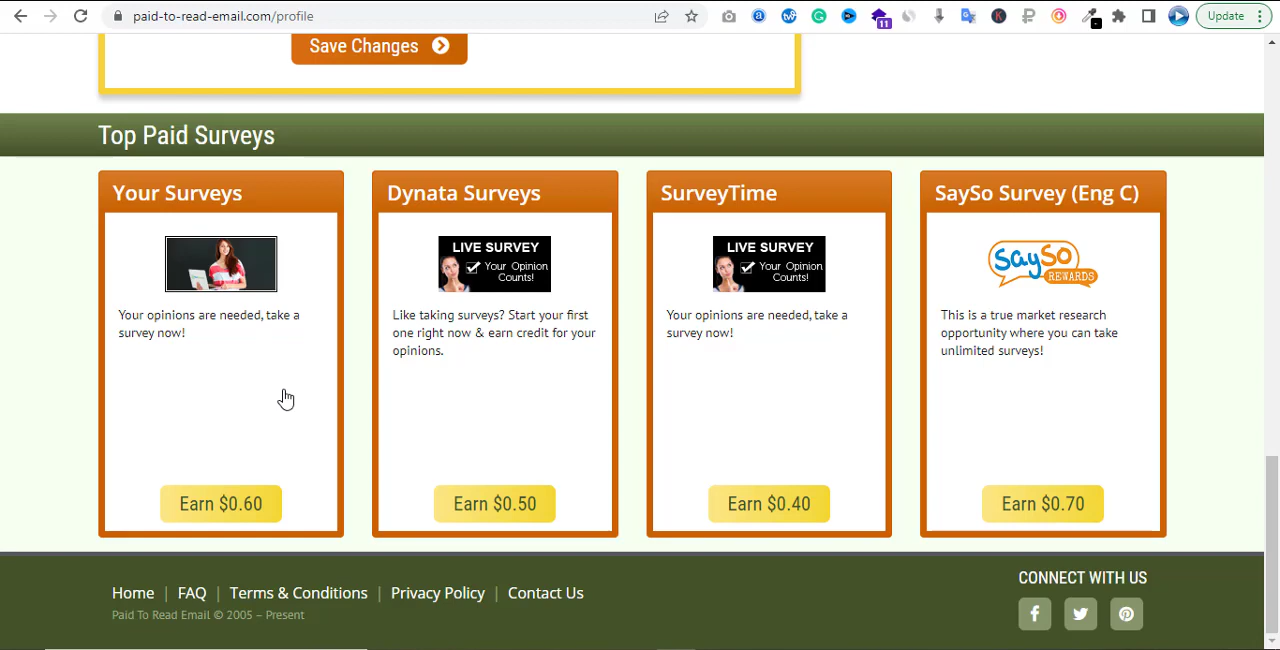 paid-to-read-email.com/profile
11
Update
Save Changes
Top Paid Surveys
Your Surveys
Your opinions are needed, take a
survey now!
Earn $0.60
Dynata Surveys
LIVE SURVEY
Your Opinion
Counts!
Like taking surveys? Start your first
one right now & earn credit for your
opinions.
Earn $0.50
SurveyTime
LIVE SURVEY
Your Opinion
Counts!
Your opinions are needed, take a
survey now!
Earn $0.40
SaySo Survey (Eng C)
saySo
REWARDS
This is a true market research
opportunity where you can take
unlimited surveys!
Earn $0.70
Home | FAQ | Terms & Conditions | Privacy Policy | Contact Us
Paid To Read Email © 2005 – Present
CONNECT WITH US